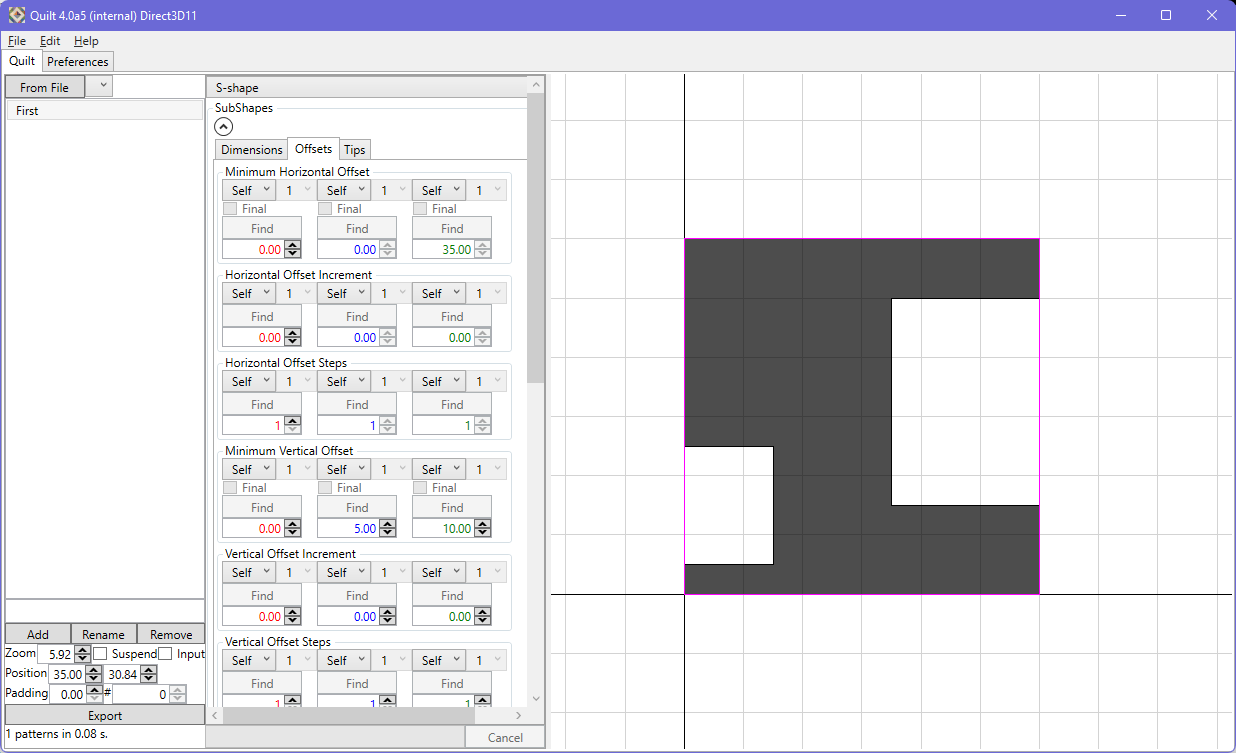 Quilt 4.0a5 (internal) Direct3D11
File Edit Help
Quilt Preferences
From File
First
S-shape
SubShapes
Dimensions Offsets Tips
Minimum Horizontal Offset
Self 1 Self 1 Self 1
Final Final Final
Find Find Find
0.00 0.00 35.00
Horizontal Offset Increment
Self 1 Self 1 Self 1
Find Find Find
0.00 0.00 0.00
Horizontal Offset Steps
Self 1 Self 1 Self 1
Find Find Find
1 1 1
Minimum Vertical Offset
Self 1 Self 1 Self 1
Final Final Final
Find Find Find
0.00 5.00 10.00
Vertical Offset Increment
Self 1 Self 1 Self 1
Find Find Find
0.00 0.00 0.00
Vertical Offset Steps
Self 1 Self 1 Self 1
Find Find Find
1 1 1
Add Rename Remove
Zoom 5.92 Suspend Input
Position 35.00 30.84
Padding 0.00 # 0
Export
1 patterns in 0.08 s.
Cancel